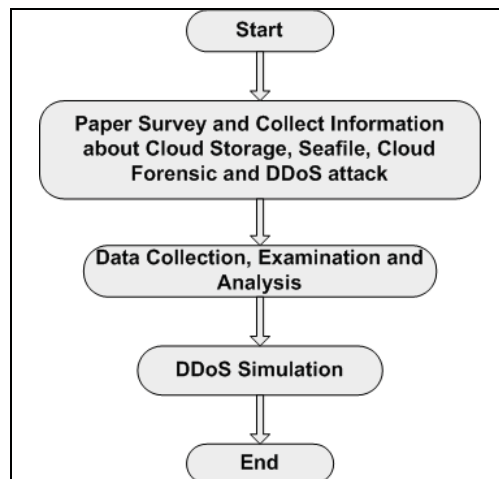 Start
Paper Survey and Collect Information
about Cloud Storage, Seafile, Cloud
Forensic and DDoS attack
Data Collection, Examination and
Analysis
DDoS Simulation
End